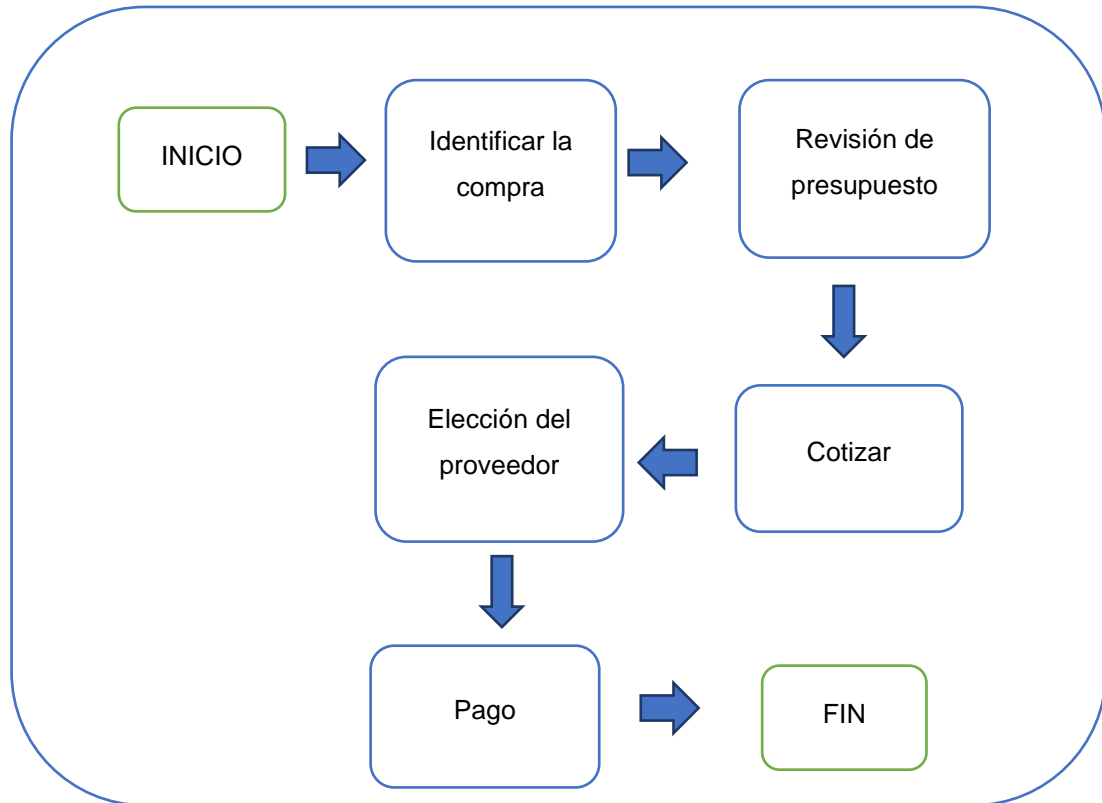 INICIO
Identificar la
compra
Revisión de
presupuesto
Cotizar
Elección del
proveedor
Pago
FIN